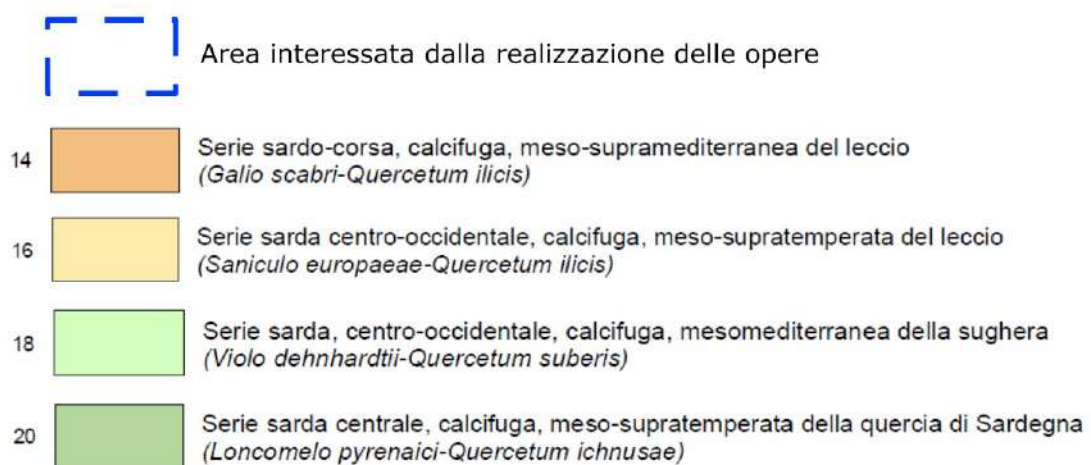 Area interessata dalla realizzazione delle opere
14
Serie sardo-corsa, calcifuga, meso-supramediterranea del leccio
(Galio scabri-Quercetum ilicis)
16
Serie sarda centro-occidentale, calcifuga, meso-supratemperata del leccio
(Saniculo europaeae-Quercetum ilicis)
18
Serie sarda, centro-occidentale, calcifuga, mesomediterranea della sughera
(Violo dehnhardtii-Quercetum suberis)
20
Serie sarda centrale, calcifuga, meso-supratemperata della quercia di Sardegna
(Loncomelo pyrenaici-Quercetum ichnusae)